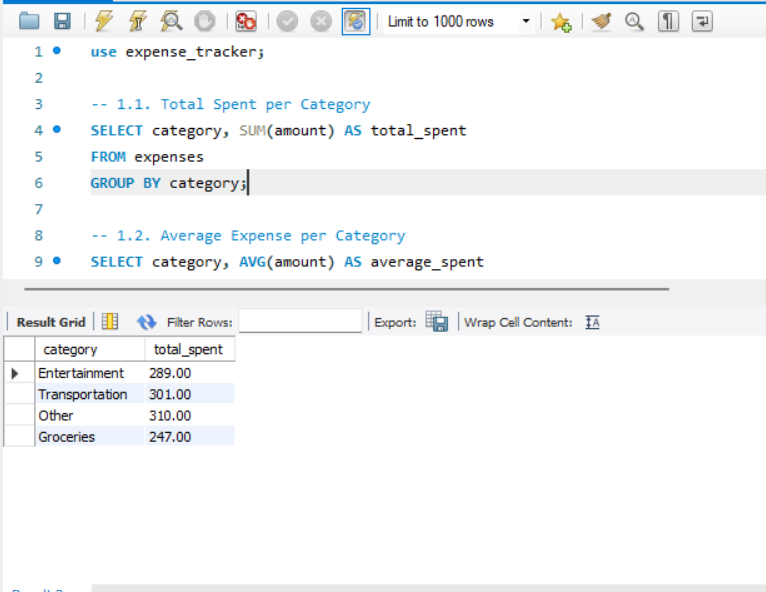 Limit to 1000 rows
1 use expense_tracker;
2
3 -- 1.1. Total Spent per Category
4 SELECT category, SUM(amount) AS total_spent
5 FROM expenses
6 GROUP BY category;
7
8 -- 1.2. Average Expense per Category
9 SELECT category, AVG(amount) AS average_spent
Result Grid Filter Rows: Export: Wrap Cell Content: IA
category total_spent
Entertainment 289.00
Transportation 301.00
Other 310.00
Groceries 247.00